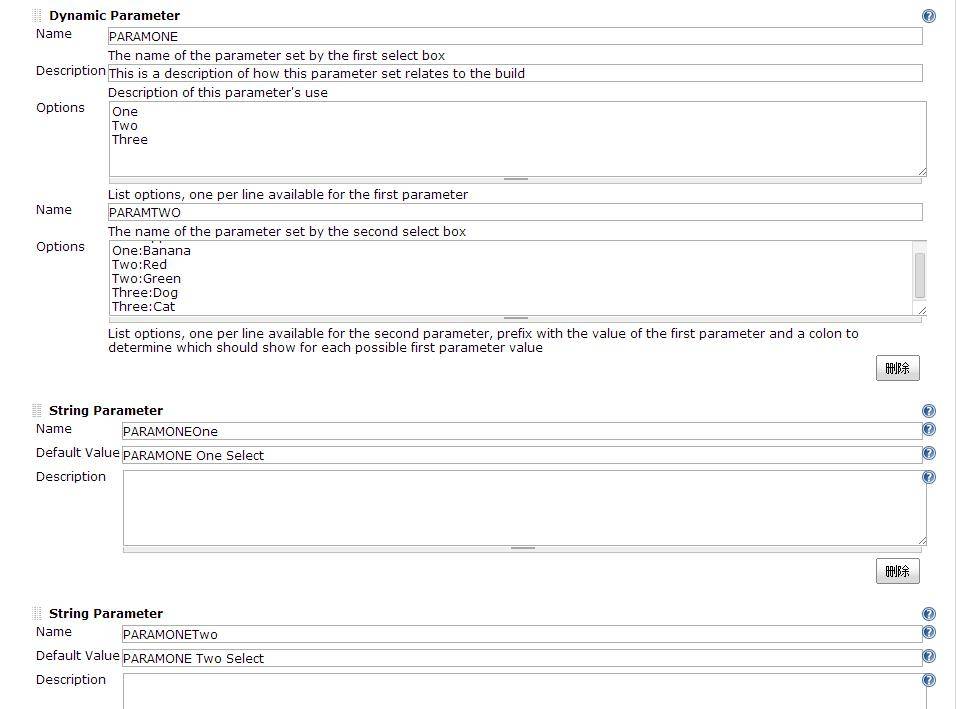 Dynamic Parameter
Name
PARAMONE
The name of the parameter set by the first select box
Description
This is a description of how this parameter set relates to the build
Description of this parameter's use
Options
One
Two
Three
List options, one per line available for the first parameter
Name
PARAMTWO
The name of the parameter set by the second select box
Options
One:Banana
Two:Red
Two:Green
Three:Dog
Three:Cat
List options, one per line available for the second parameter, prefix with the value of the first parameter and a colon to
determine which should show for each possible first parameter value
删除
String Parameter
Name
PARAMONEOne
Default Value
PARAMONE One Select
Description
删除
String Parameter
Name
PARAMONETwo
Default Value
PARAMONE Two Select
Description